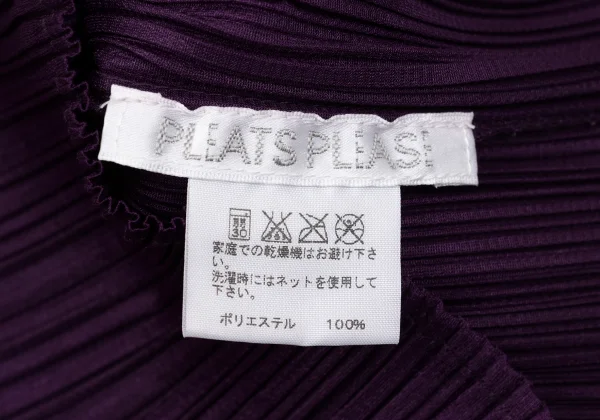 PLEATS PLEASE
30
家庭での乾燥機はお避け下さ
い。
洗濯時にはネットを使用して
下さい。
ポリエステル 100%